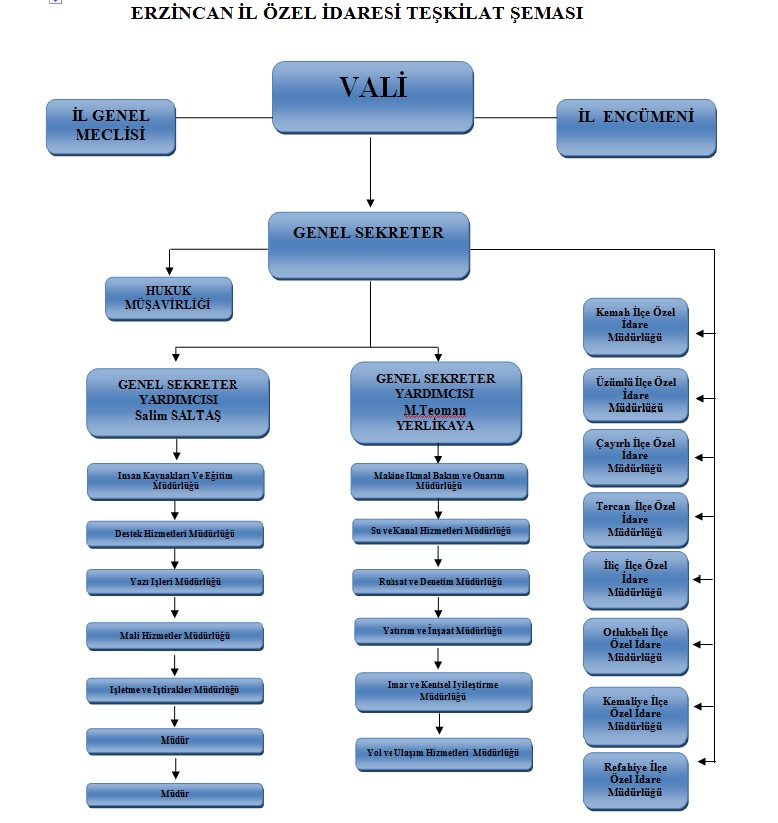 ERZİNCAN İL ÖZEL İDARESİ TEŞKİLAT ŞEMASI
VALİ
İL GENEL
MECLİSİ
İL ENCÜMENİ
GENEL SEKRETER
HUKUK
MÜŞAVİRLİĞİ
GENEL SEKRETER
YARDIMCISI
Salim SALTAŞ
İnsan Kaynakları Ve Eğitim
Müdürlüğü
Destek Hizmetleri Müdürlüğü
Yazı İşleri Müdürlüğü
Mali Hizmetler Müdürlüğü
İşletme ve İştirakler Müdürlüğü
Müdür
Müdür
GENEL SEKRETER
YARDIMCISI
M.Teoman
YERLİKAYA
Makine İkmal Bakım ve Onarım
Müdürlüğü
Su ve Kanal Hizmetleri Müdürlüğü
Ruhsat ve Denetim Müdürlüğü
Yatırım ve İnşaat Müdürlüğü
İmar ve Kentsel İyileştirme
Müdürlüğü
Yol ve Ulaşım Hizmetleri Müdürlüğü
Kemah İlçe Özel
İdare
Müdürlüğü
Üzümlü İlçe Özel
İdare
Müdürlüğü
Çayırlı İlçe Özel
İdare
Müdürlüğü
Tercan İlçe Özel
İdare
Müdürlüğü
İliç İlçe Özel
İdare
Müdürlüğü
Otlukbeli İlçe
Özel İdare
Müdürlüğü
Kemaliye İlçe
Özel İdare
Müdürlüğü
Refahiye İlçe
Özel İdare
Müdürlüğü